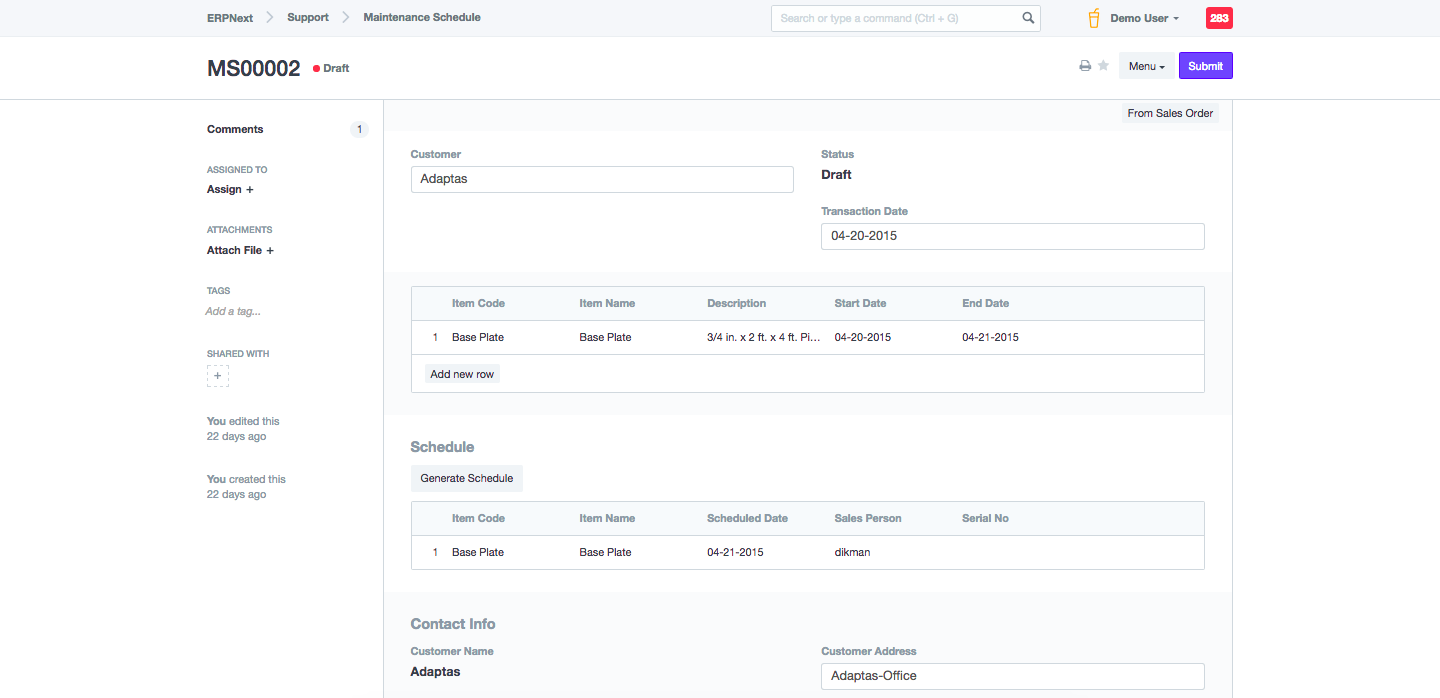 ERPNext Support Maintenance Schedule Search or type a command (Ctrl + G) Demo User 283
MS00002 Draft Menu Submit
From Sales Order
Comments 1
ASSIGNED TO
Assign +
ATTACHMENTS
Attach File +
TAGS
Add a tag...
SHARED WITH
+
You edited this
22 days ago
You created this
22 days ago
Customer
Adaptas
Status
Draft
Transaction Date
04-20-2015
Item Code Item Name Description Start Date End Date
1 Base Plate Base Plate 3/4 in. x 2 ft. x 4 ft. Pi... 04-20-2015 04-21-2015
Add new row
Schedule
Generate Schedule
Item Code Item Name Scheduled Date Sales Person Serial No
1 Base Plate Base Plate 04-21-2015 dikman
Contact Info
Customer Name
Adaptas
Customer Address
Adaptas-Office